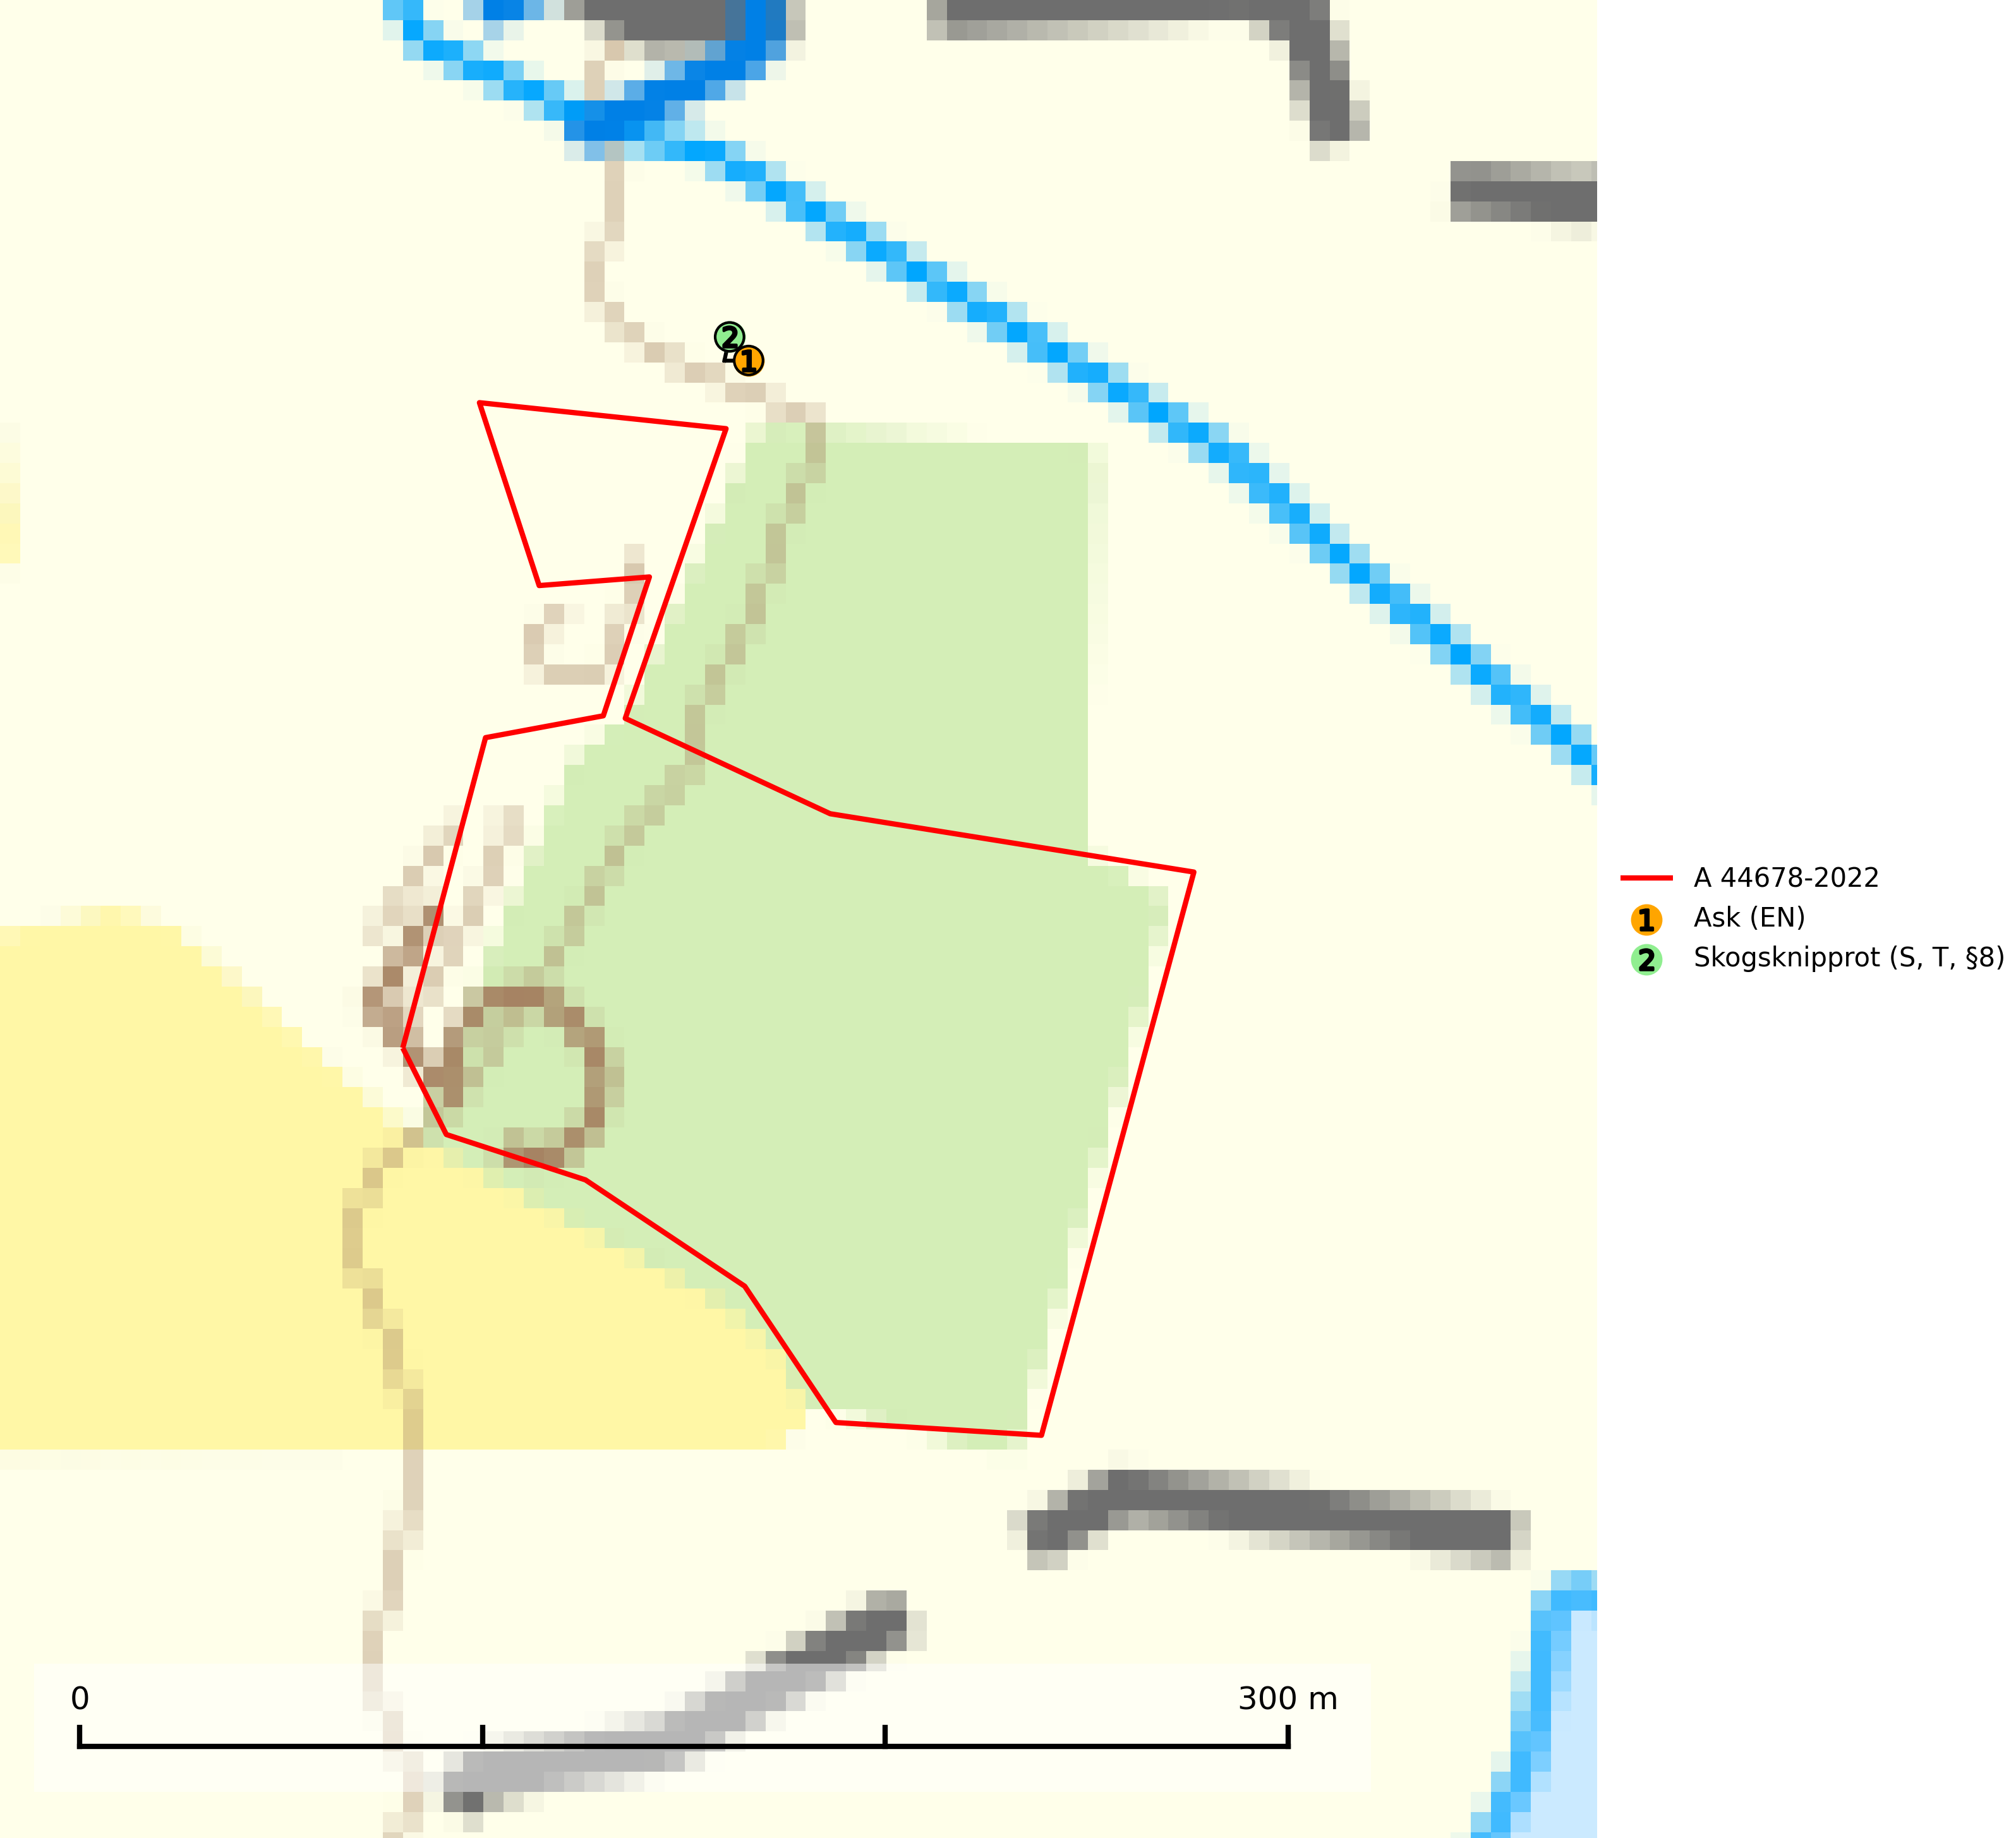 2
1
A 44678-2022
1 Ask (EN)
2 Skogsknipprot (S, T, §8)
0 300 m